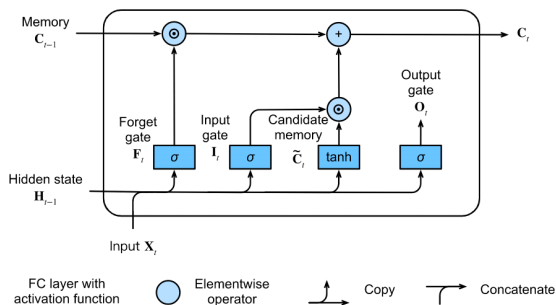 Memory
C_{t−1}
C_t
Output
gate
O_t
Forget
gate
F_t
Input
gate
I_t
Candidate
memory
C̃_t
σ
σ
tanh
σ
Hidden state
H_{t−1}
Input X_t
FC layer with
activation function
Elementwise
operator
Copy
Concatenate